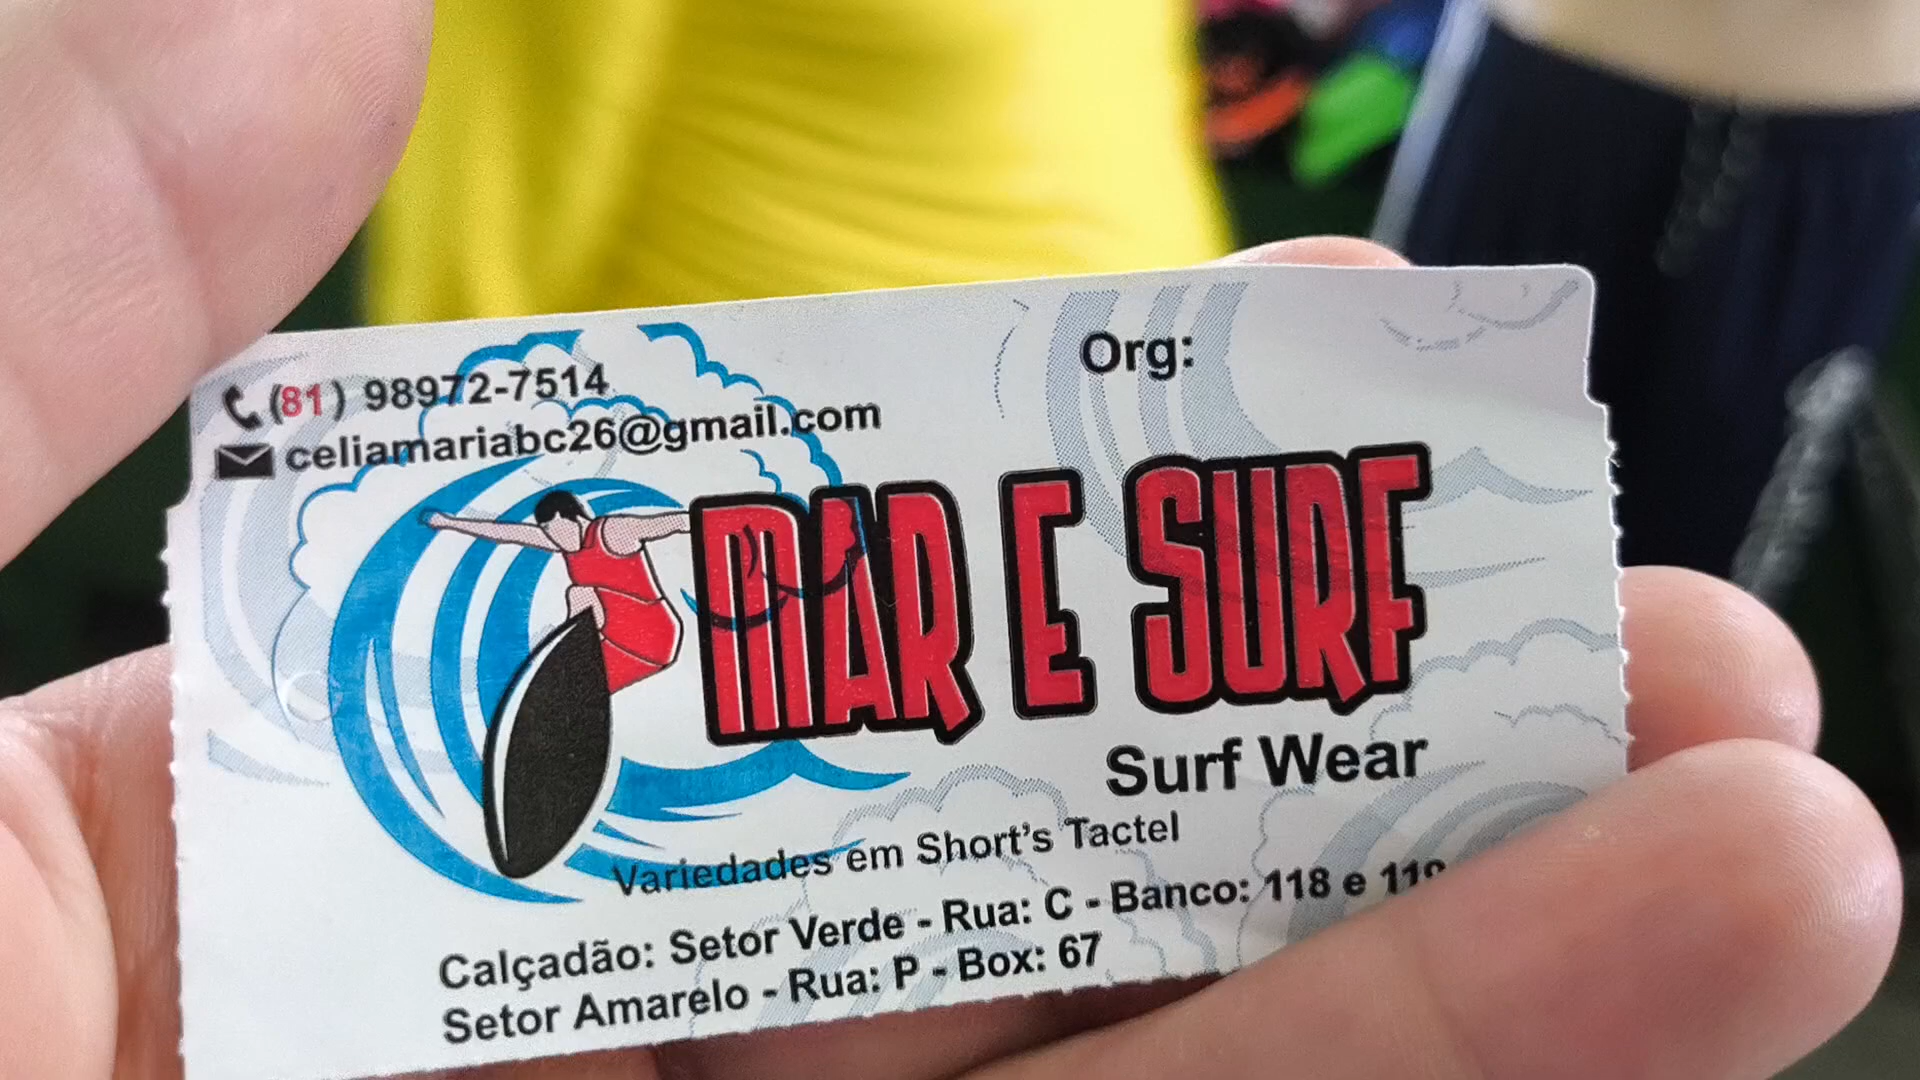 (81) 98972-7514
celiamariabc26@gmail.com
Org:
MAR E SURF
Surf Wear
Variedades em Short's Tactel
Calçadão: Setor Verde - Rua: C - Banco: 118 e 119
Setor Amarelo - Rua: P - Box: 67